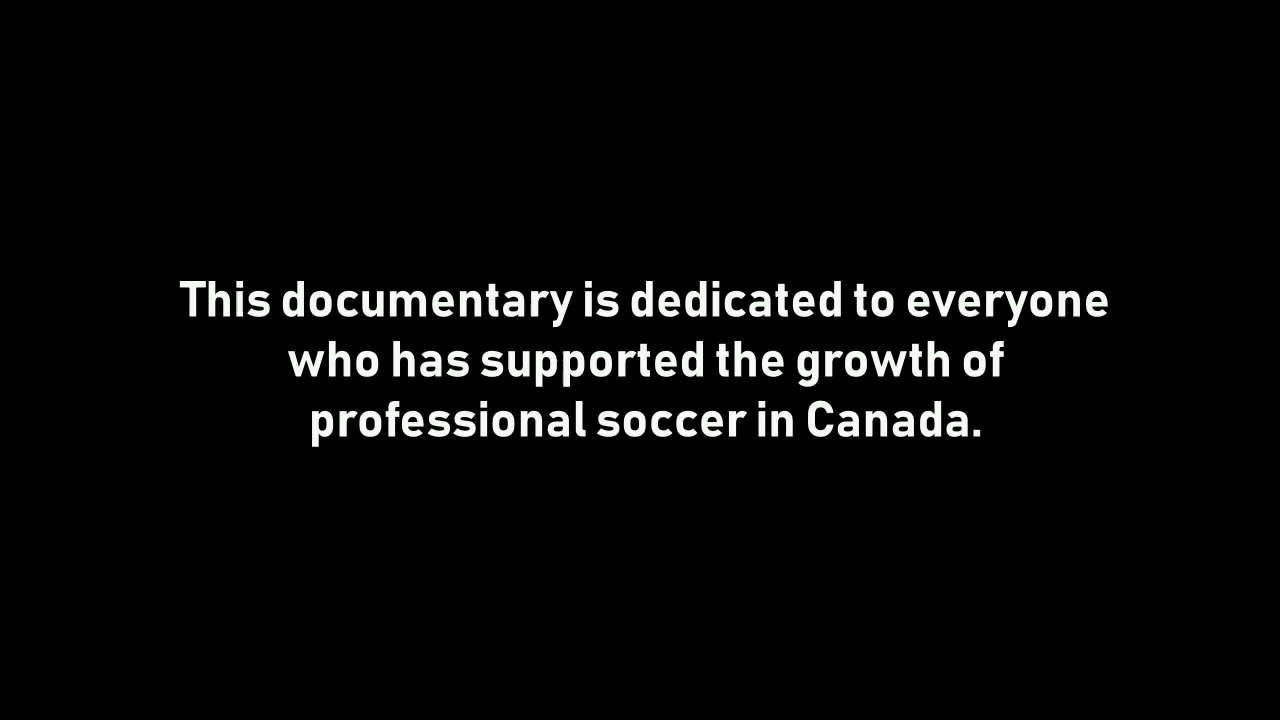 This documentary is dedicated to everyone
who has supported the growth of
professional soccer in Canada.